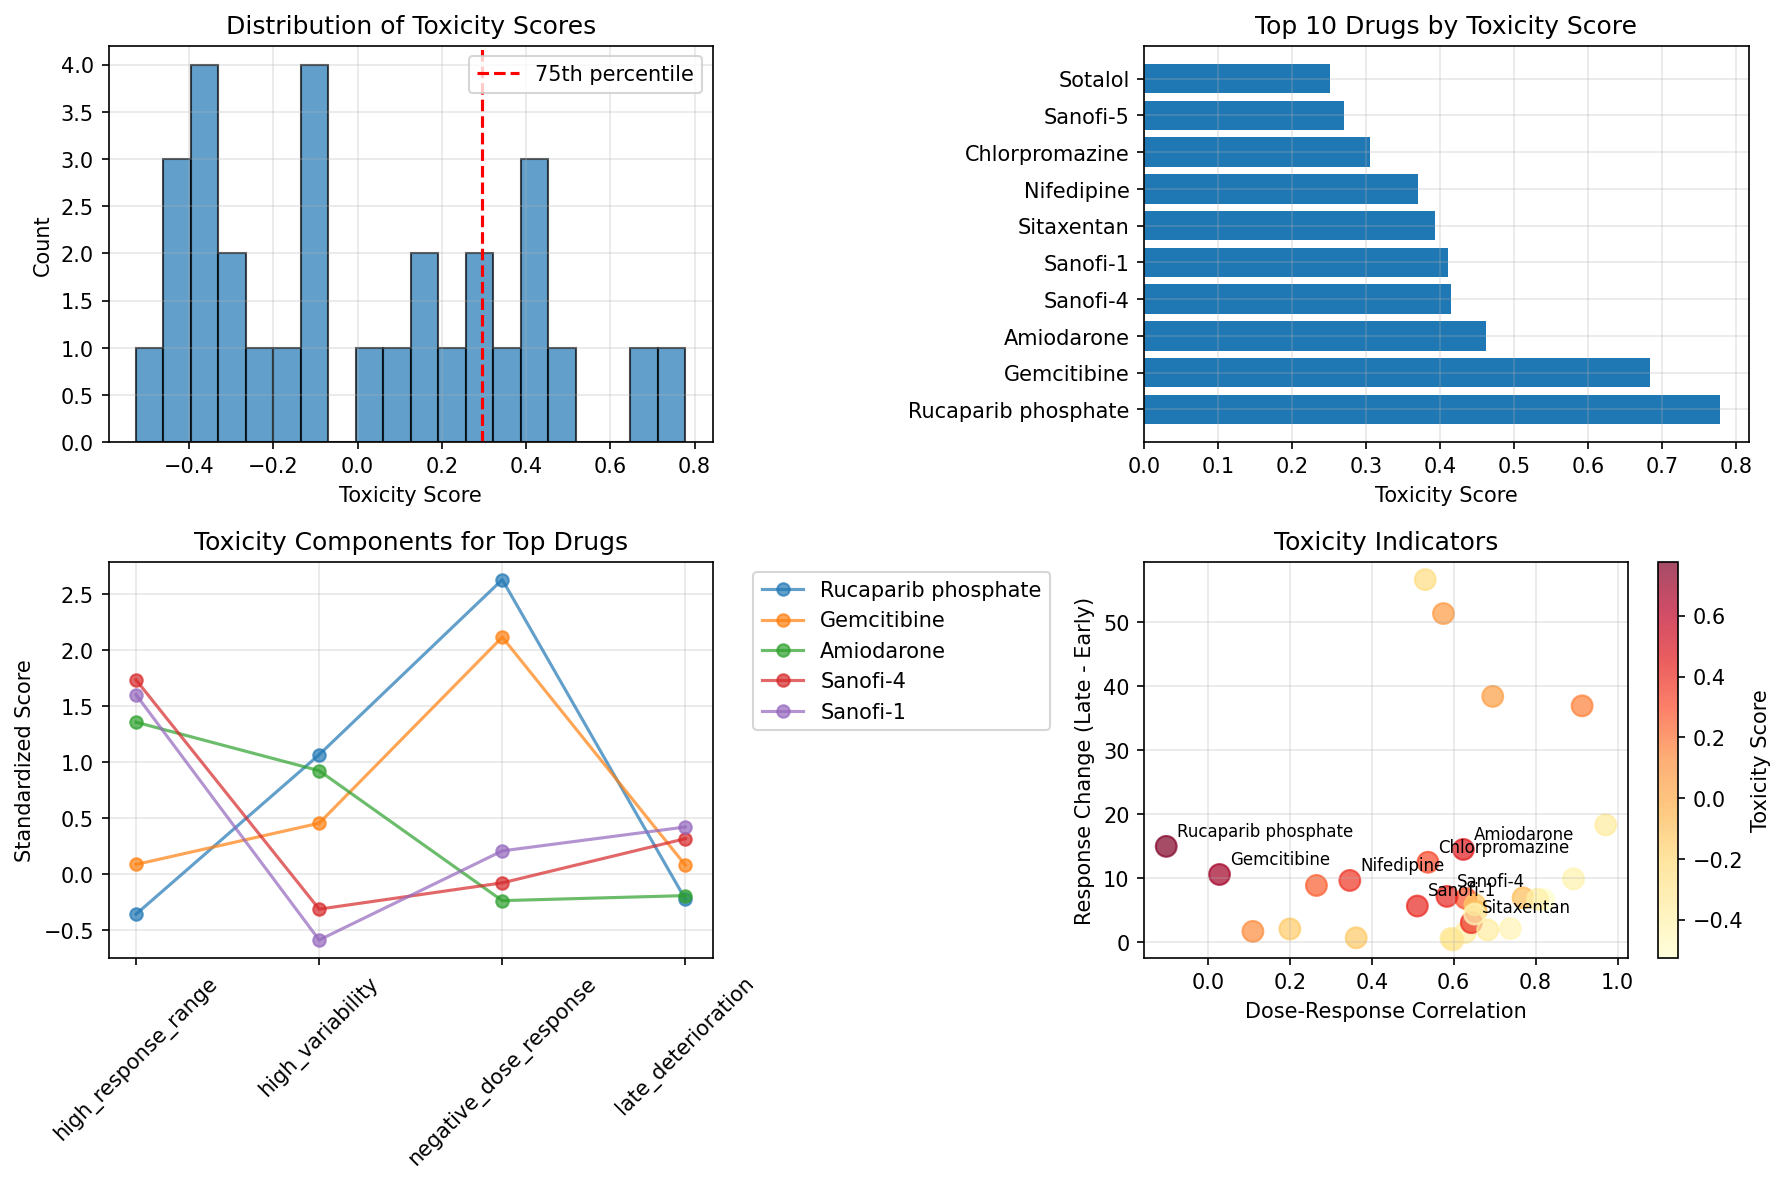 Distribution of Toxicity Scores
75th percentile
4.0
3.5
3.0
2.5
2.0
1.5
1.0
0.5
0.0
Count
−0.4 −0.2 0.0 0.2 0.4 0.6 0.8
Toxicity Score
Top 10 Drugs by Toxicity Score
Sotalol
Sanofi-5
Chlorpromazine
Nifedipine
Sitaxentan
Sanofi-1
Sanofi-4
Amiodarone
Gemcitibine
Rucaparib phosphate
0.0 0.1 0.2 0.3 0.4 0.5 0.6 0.7 0.8
Toxicity Score
Toxicity Components for Top Drugs
2.5
2.0
1.5
1.0
0.5
0.0
−0.5
Standardized Score
high_response_range
high_variability
negative_dose_response
late_deterioration
Rucaparib phosphate
Gemcitibine
Amiodarone
Sanofi-4
Sanofi-1
Toxicity Indicators
50
40
30
20
10
0
Response Change (Late - Early)
Rucaparib phosphate
Amiodarone
Chlorpromazine
Gemcitibine
Nifedipine
Sanofi-4
Sanofi-1
Sitaxentan
0.0 0.2 0.4 0.6 0.8 1.0
Dose-Response Correlation
0.6
0.4
0.2
0.0
−0.2
−0.4
Toxicity Score